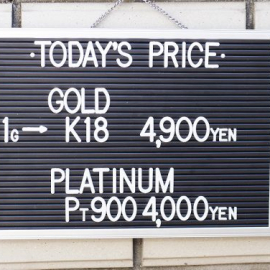 ·TODAY'S PRICE·
GOLD
1G→ K18 4,900YEN
PLATINUM
PT900 4,000YEN